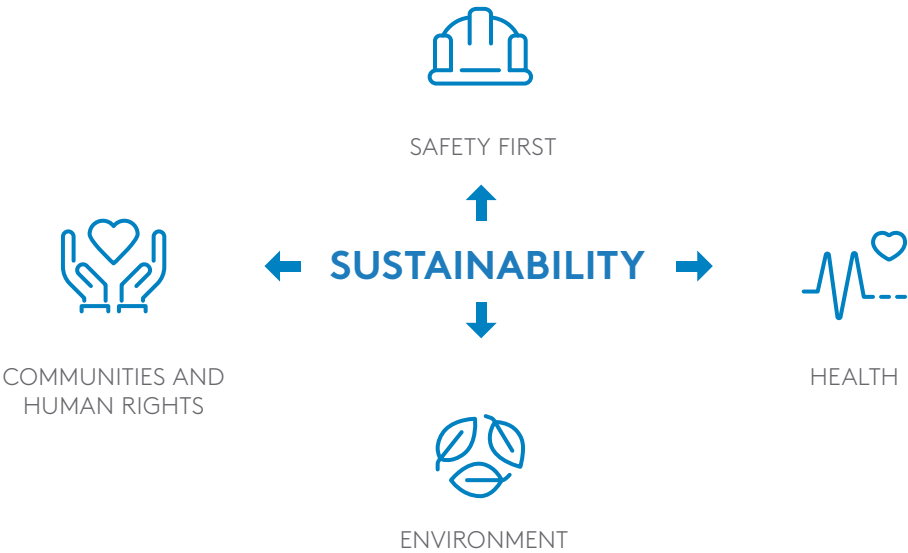 SAFETY FIRST
SUSTAINABILITY
COMMUNITIES AND
HUMAN RIGHTS
HEALTH
ENVIRONMENT